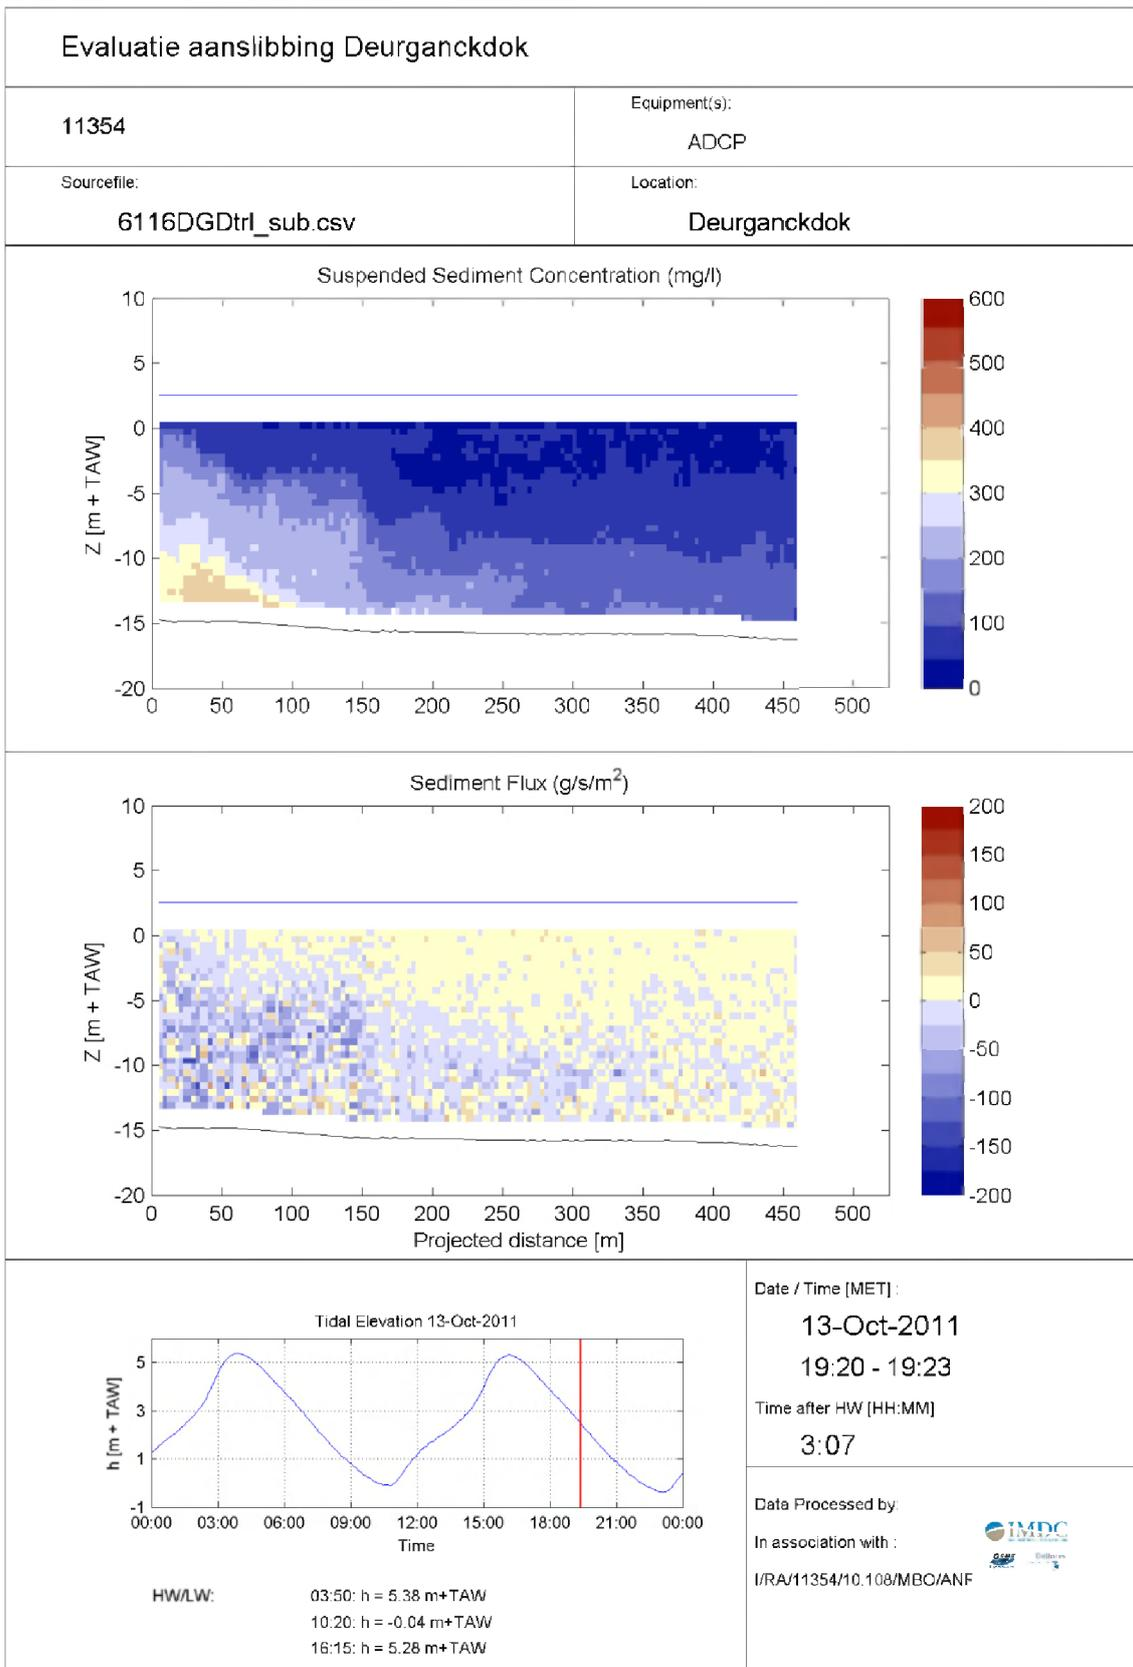 Evaluatie aanslibbing Deurganckdok
11354
Equipment(s):
ADCP
Sourcefile:
6116DGDtrl_sub.csv
Location:
Deurganckdok
Suspended Sediment Concentration (mg/l)
10
5
0
-5
-10
-15
-20
Z [m + TAW]
0 50 100 150 200 250 300 350 400 450 500
600
500
400
300
200
100
0
Sediment Flux (g/s/m²)
10
5
0
-5
-10
-15
-20
Z [m + TAW]
0 50 100 150 200 250 300 350 400 450 500
Projected distance [m]
200
150
100
50
0
-50
-100
-150
-200
Tidal Elevation 13-Oct-2011
5
3
1
-1
h [m + TAW]
00:00 03:00 06:00 09:00 12:00 15:00 18:00 21:00 00:00
Time
HW/LW:
03:50: h = 5.38 m+TAW
10:20: h = -0.04 m+TAW
16:15: h = 5.28 m+TAW
Date / Time [MET] :
13-Oct-2011
19:20 - 19:23
Time after HW [HH:MM]
3:07
Data Processed by:
IMDC
In association with :
I/RA/11354/10.108/MBO/ANF